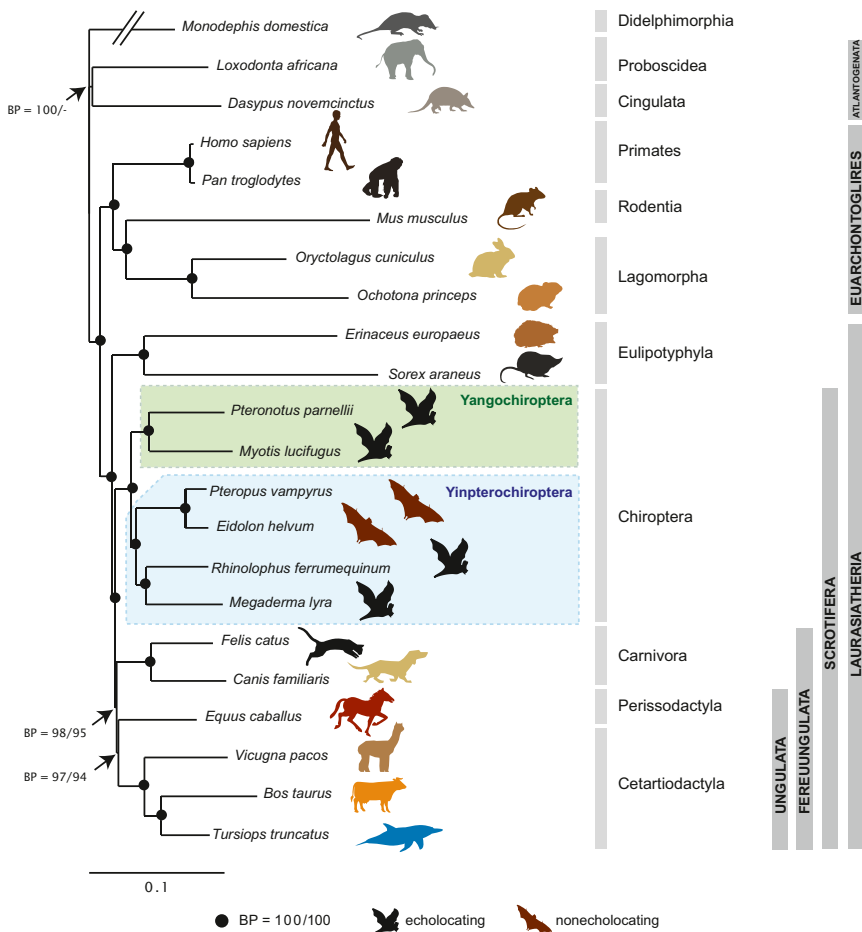 Monodephis domestica
Didelphimorphia
Loxodonta africana
Proboscidea
ATLANTOGENATA
BP = 100/-
Dasypus novemcinctus
Cingulata
Homo sapiens
Primates
Pan troglodytes
EUARCHONTOGLIRES
Mus musculus
Rodentia
Oryctolagus cuniculus
Lagomorpha
Ochotona princeps
Erinaceus europaeus
Eulipotyphla
Sorex araneus
Yangochiroptera
Pteronotus parnellii
Myotis lucifugus
Yinpterochiroptera
Pteropus vampyrus
Chiroptera
Eidolon helvum
Rhinolophus ferrumequinum
Megaderma lyra
SCROTIFERA
LAURASIATHERIA
Felis catus
Carnivora
Canis familiaris
Equus caballus
Perissodactyla
BP = 98/95
Vicugna pacos
BP = 97/94
Cetartiodactyla
UNGULATA
FEREUUNGULATA
Bos taurus
Tursiops truncatus
0.1
BP = 100/100
echolocating
nonecholocating